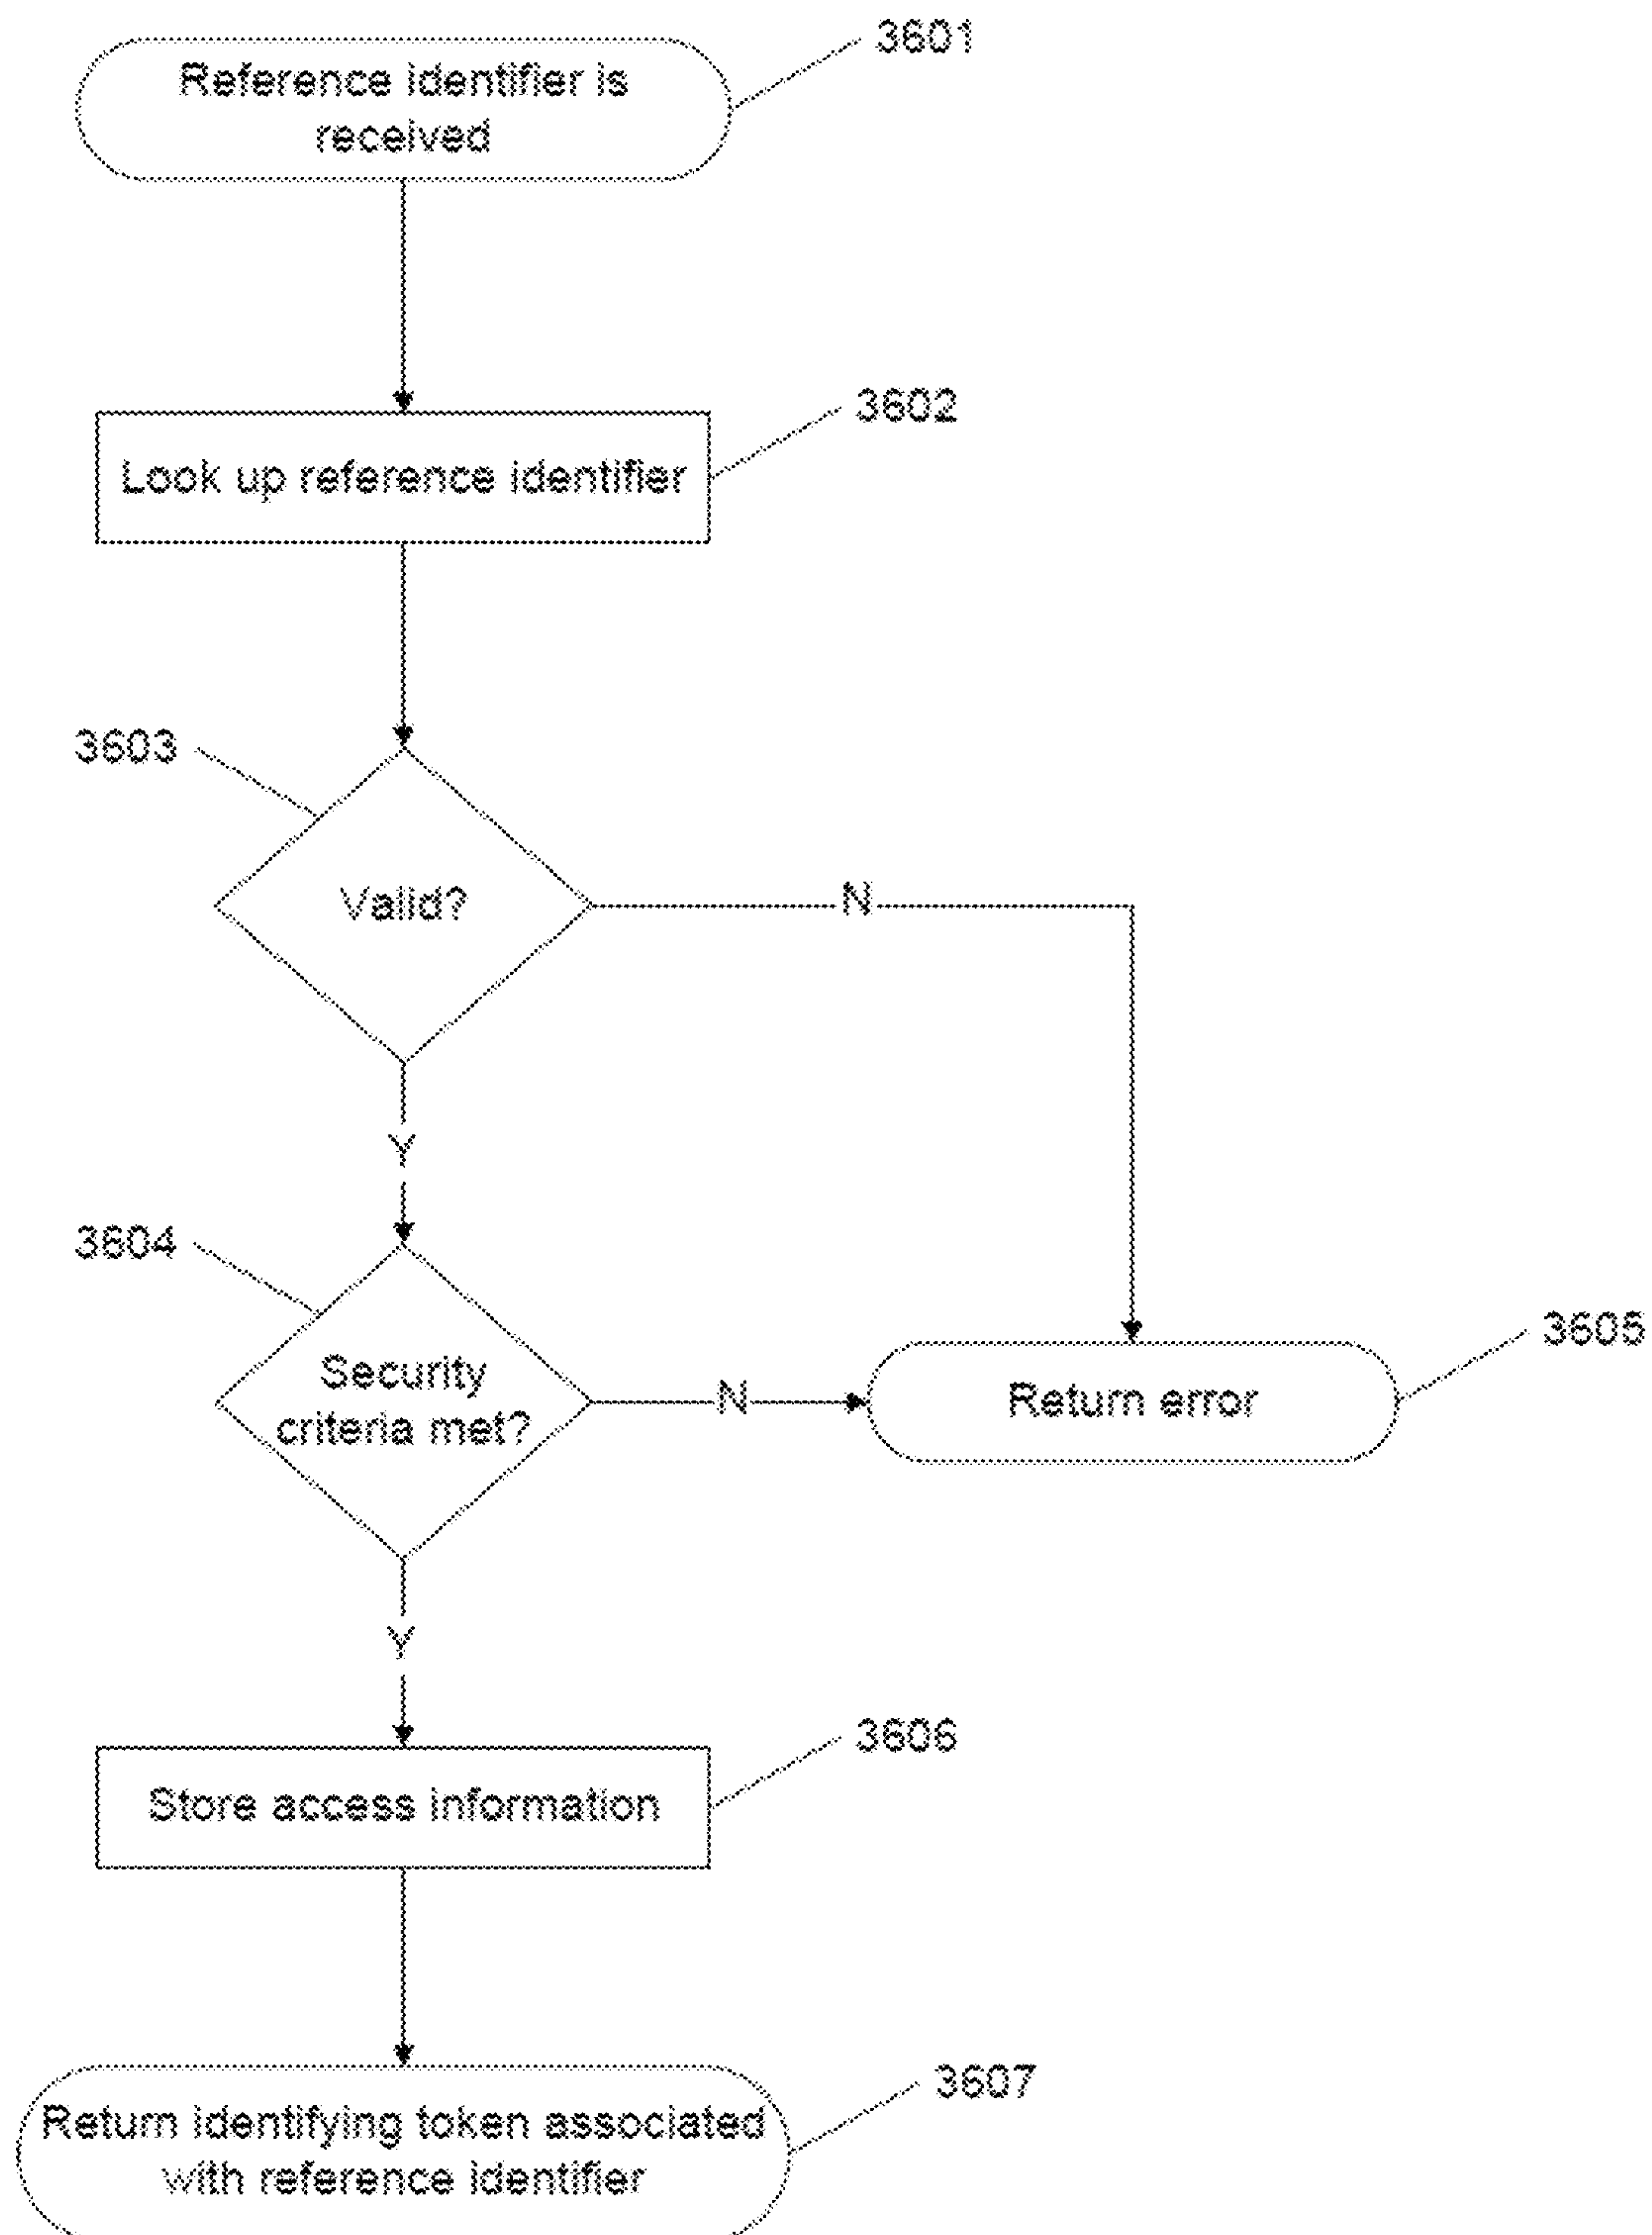 Reference identifier is
received
3601
Look up reference identifier
3602
3603
Valid?
N
Y
3604
Security
criteria met?
N
Return error
3605
Y
Store access information
3606
Return identifying token associated
with reference identifier
3607